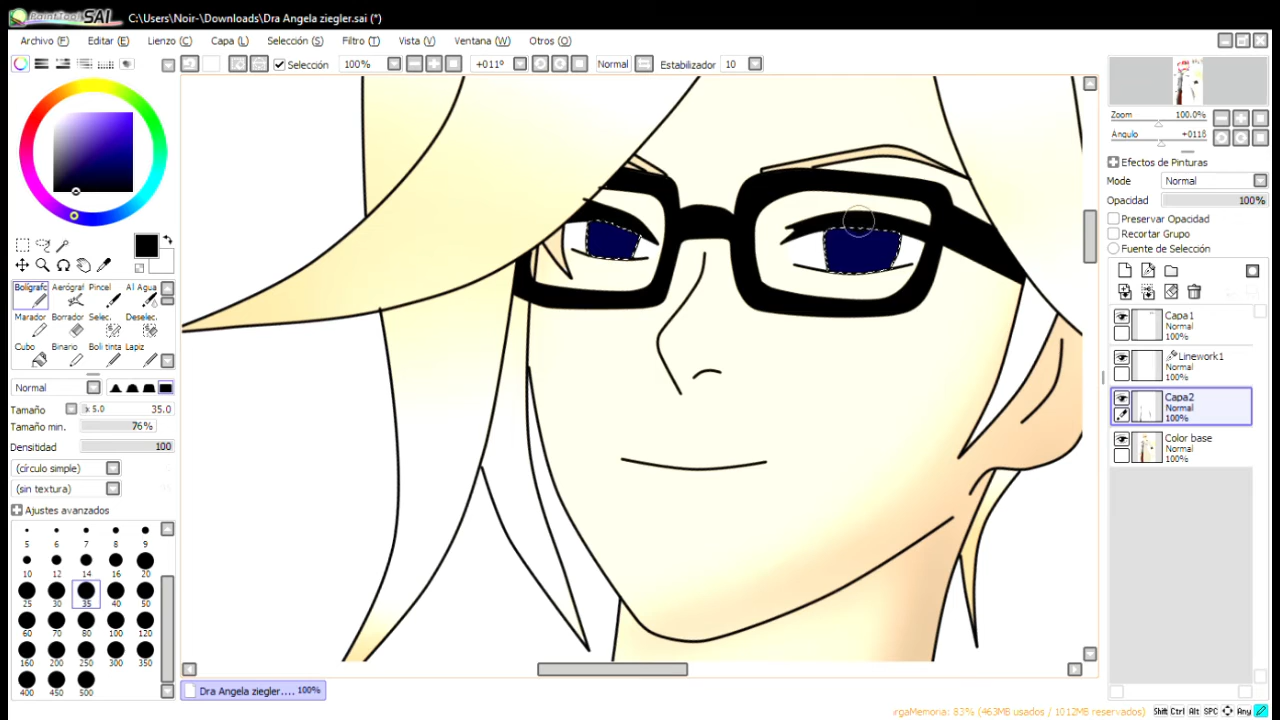 PaintTool SAI C:\Users\Noir-\Downloads\Dra Angela ziegler.sai (*)
Archivo (F) Editar (E) Lienzo (C) Capa (L) Selección (S) Filtro (T) Vista (V) Ventana (W) Otros (O)
Selección 100% +011º Normal Estabilizador 10
Zoom 100.0%
Ángulo +011º
Efectos de Pinturas
Mode Normal
Opacidad 100%
Preservar Opacidad
Recortar Grupo
Fuente de Selección
Capa1
Normal
100%
Linework1
Normal
100%
Capa2
Normal
100%
Color base
Normal
100%
Bolígrafo Aerógraf Pincel Al Agua
Marador Borrador Selec. Deselec.
Cubo Binario Boli tinta Lapiz
Normal
Tamaño x 5.0 35.0
Tamaño min. 76%
Densitidad 100
(círculo simple)
(sin textura)
Ajustes avanzados
5 6 7 8 9
10 12 14 16 20
25 30 35 40 50
60 70 80 100 120
160 200 250 300 350
400 450 500
Dra Angela ziegler.... 100%
irgaMemoria: 83% (463MB usados / 1012MB reservados) Shift Ctrl Alt SPC Any